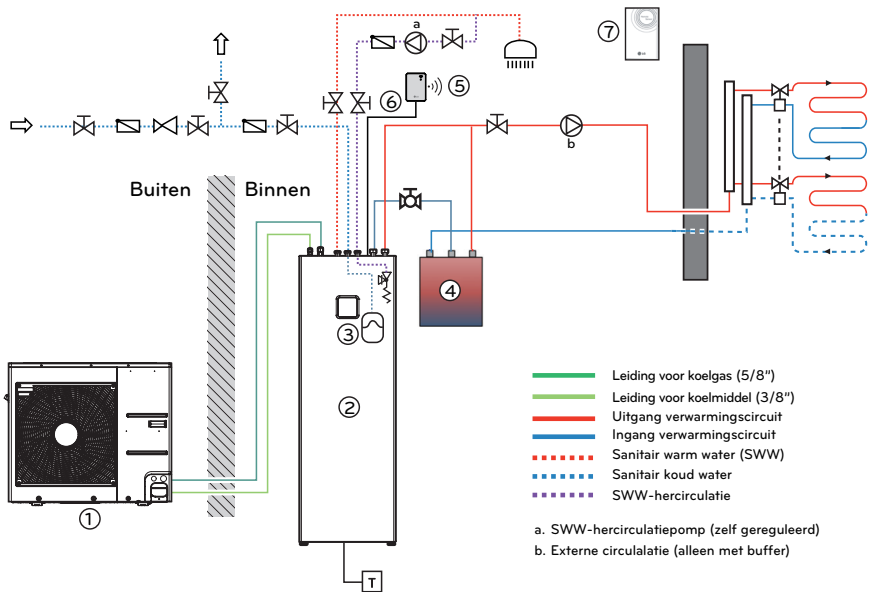 a
⑦
⑤
⑥
b
Buiten
Binnen
④
③
②
①
T
Leiding voor koelgas (5/8")
Leiding voor koelmiddel (3/8")
Uitgang verwarmingscircuit
Ingang verwarmingscircuit
Sanitair warm water (SWW)
Sanitair koud water
SWW-hercirculatie
a. SWW-hercirculatiepomp (zelf gereguleerd)
b. Externe circulalatie (alleen met buffer)